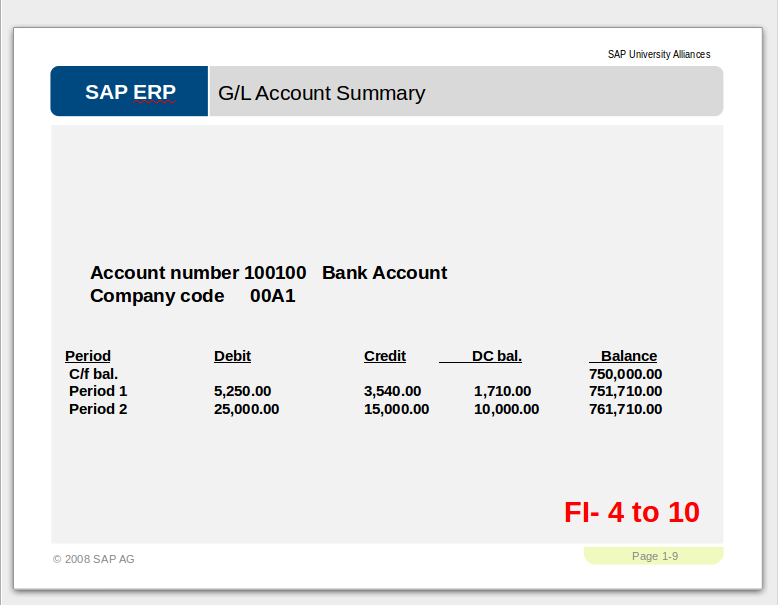 SAP University Alliances
SAP ERP G/L Account Summary
Account number 100100 Bank Account
Company code 00A1
Period Debit Credit DC bal. Balance
C/f bal. 750,000.00
Period 1 5,250.00 3,540.00 1,710.00 751,710.00
Period 2 25,000.00 15,000.00 10,000.00 761,710.00
FI- 4 to 10
© 2008 SAP AG Page 1-9